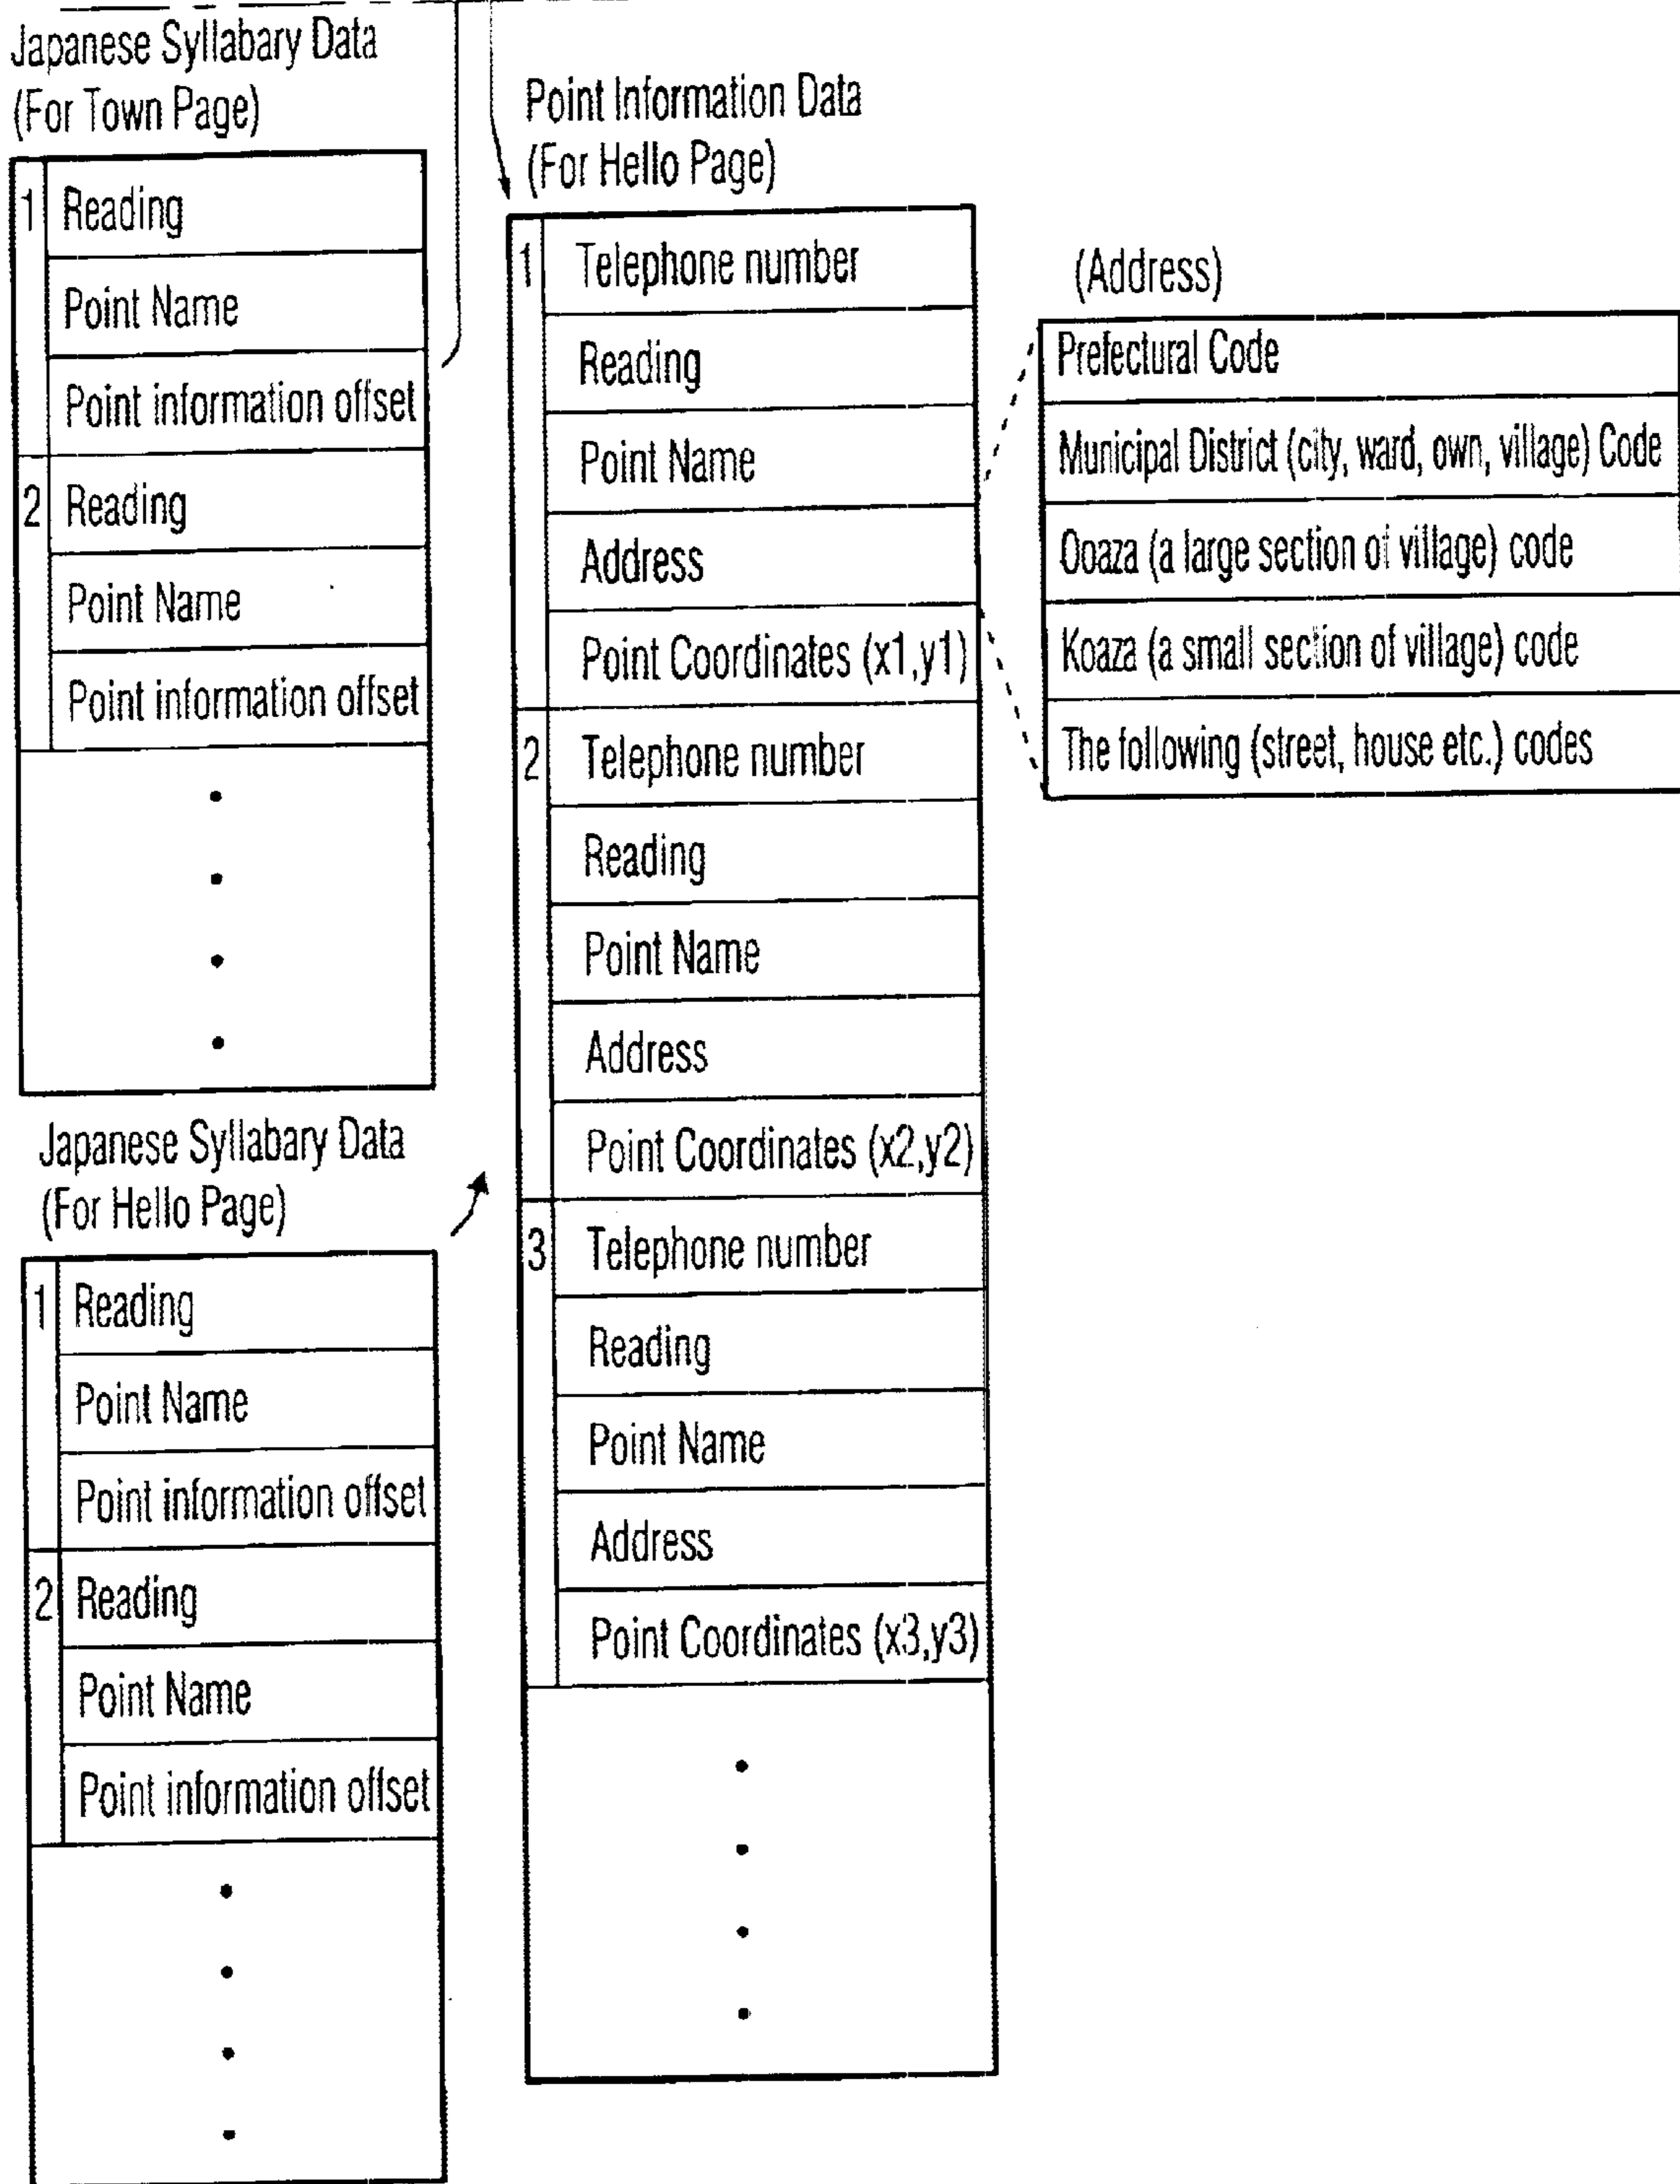 Japanese Syllabary Data
(For Town Page)
1 Reading
Point Name
Point information offset
2 Reading
Point Name
Point information offset
Japanese Syllabary Data
(For Hello Page)
1 Reading
Point Name
Point information offset
2 Reading
Point Name
Point information offset
Point Information Data
(For Hello Page)
1 Telephone number
Reading
Point Name
Address
Point Coordinates (x1,y1)
2 Telephone number
Reading
Point Name
Address
Point Coordinates (x2,y2)
3 Telephone number
Reading
Point Name
Address
Point Coordinates (x3,y3)
(Address)
Prefectural Code
Municipal District (city, ward, own, village) Code
Ooaza (a large section of village) code
Koaza (a small section of village) code
The following (street, house etc.) codes